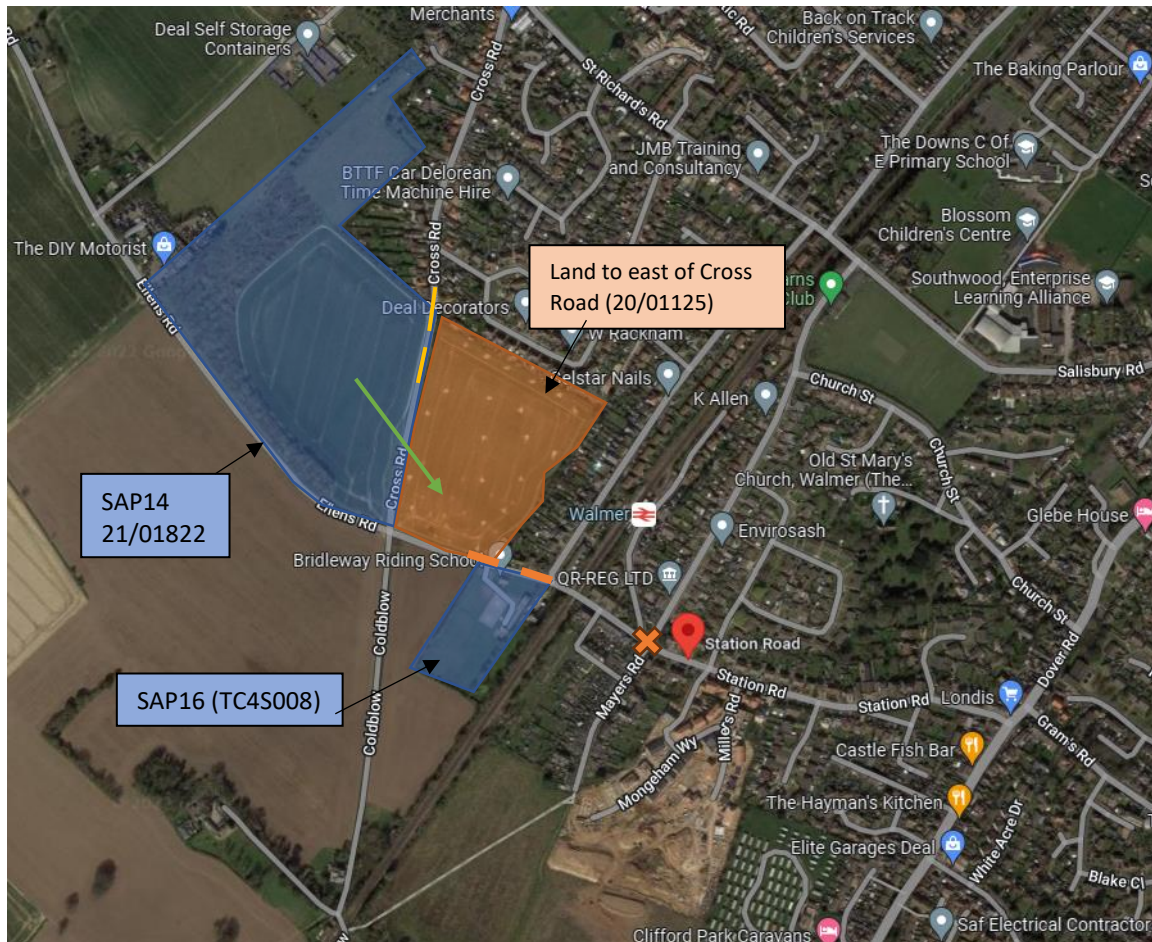 Merchants
Deal Self Storage
Containers
Cross Rd
St Richard's Rd
Back on Track
Children's Services
The Baking Parlour
JMB Training
and Consultancy
The Downs C Of
E Primary School
BTTF Car Delorean
Time Machine Hire
Blossom
Children's Centre
The DIY Motorist
Cross Rd
Land to east of Cross
Road (20/01125)
Southwood, Enterprise
Learning Alliance
Ellens Rd
Deal Decorators
W Rackham
Salisbury Rd
K Allen
Church St
Old St Mary's
Church, Walmer (The...
Church St
SAP14
21/01822
Cross Rd
Ellens Rd
Walmer
Envirosash
Glebe House
Bridleway Riding School
QR-REG LTD
Church St
Coldblow
Station Road
Dover Rd
SAP16 (TC4S008)
Mayers Rd
Station Rd
Station Rd
Londis
Gram's Rd
Coldblow
Millers Rd
Castle Fish Bar
Mongeham Wy
The Hayman's Kitchen
White Acre Dr
Elite Garages Deal
Blake Cl
Saf Electrical Contractor
Clifford Park Caravans